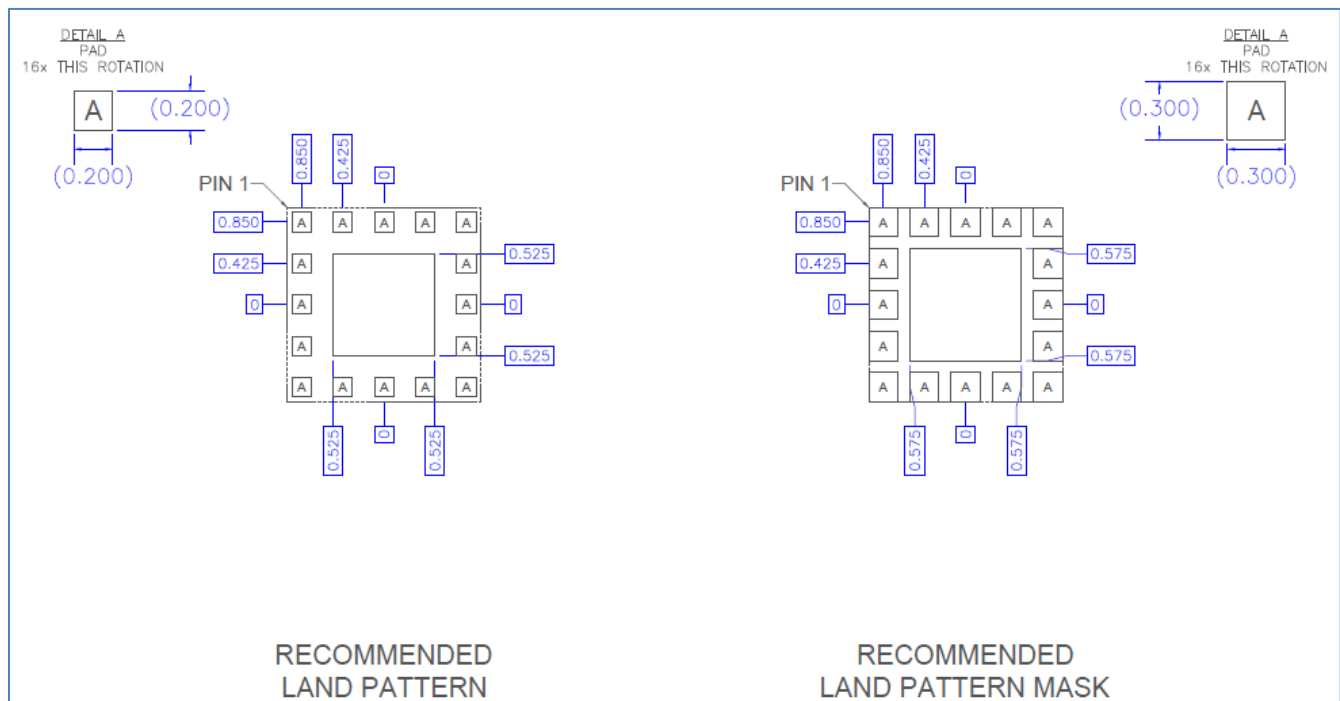 DETAIL A
PAD
16x THIS ROTATION
A
(0.200)
(0.200)
0.850
0.425
0
PIN 1
0.850
A A A A A
0.425
A
A
0.525
0
A
A
0
A
A
0.525
A A A A A
0.525
0
0.525
RECOMMENDED
LAND PATTERN
DETAIL A
PAD
16x THIS ROTATION
(0.300)
A
(0.300)
0.850
0.425
0
PIN 1
0.850
A A A A A
0.425
A
A
0.575
0
A
A
0
A
A
0.575
A A A A A
0.575
0
0.575
RECOMMENDED
LAND PATTERN MASK